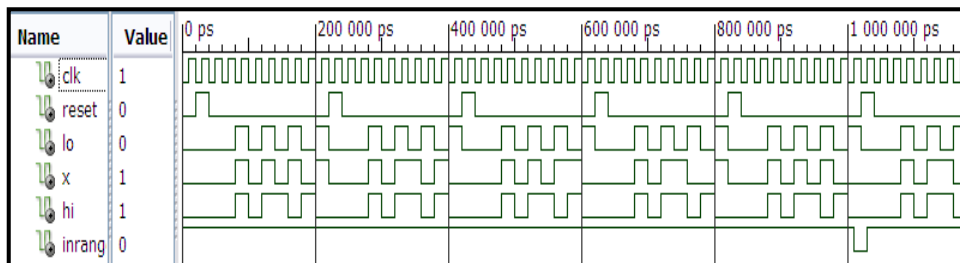 Name Value 0 ps 200 000 ps 400 000 ps 600 000 ps 800 000 ps 1 000 000 ps
clk 1
reset 0
lo 0
x 1
hi 1
inrang 0